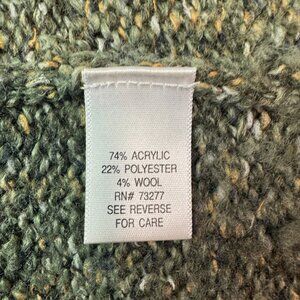 74% ACRYLIC
22% POLYESTER
4% WOOL
RN# 73277
SEE REVERSE
FOR CARE